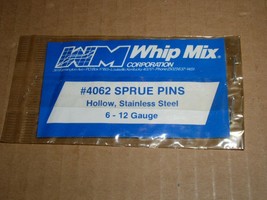 WM Whip Mix®
CORPORATION
#4062 SPRUE PINS
Hollow, Stainless Steel
6 - 12 Gauge